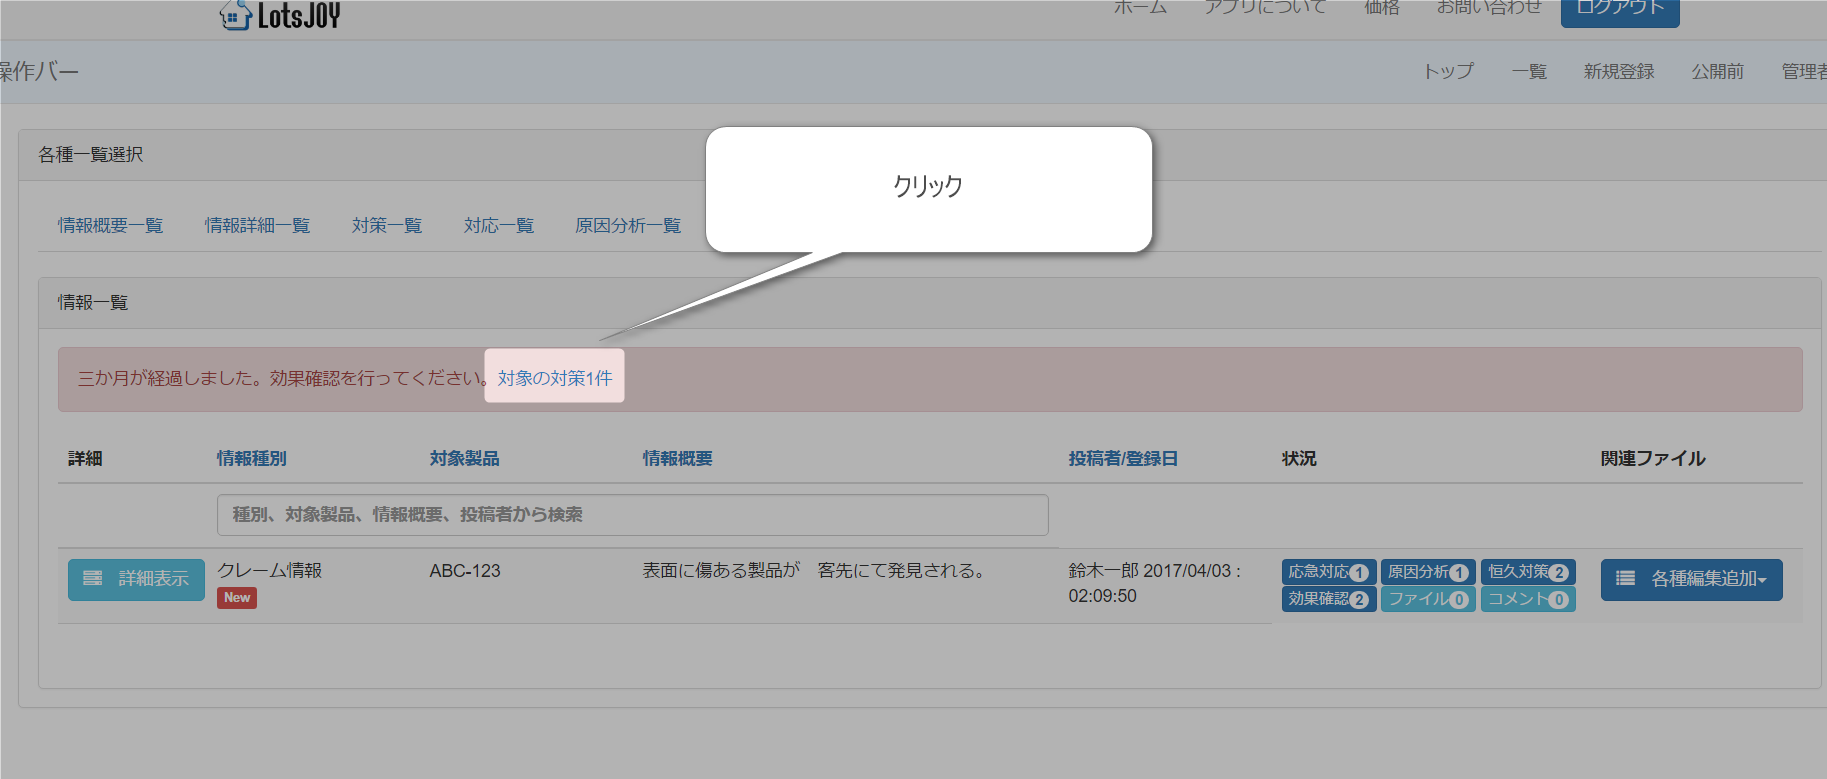 LotsJOY
ホーム アプリについて 価格 お問い合わせ ログアウト
操作バー トップ 一覧 新規登録 公開前 管理者
各種一覧選択
クリック
情報概要一覧 情報詳細一覧 対策一覧 対応一覧 原因分析一覧
情報一覧
三か月が経過しました。効果確認を行ってください。対象の対策1件
詳細 情報種別 対象製品 情報概要 投稿者/登録日 状況 関連ファイル
種別、対象製品、情報概要、投稿者から検索
詳細表示 クレーム情報 ABC-123 表面に傷ある製品が 客先にて発見される。 鈴木一郎 2017/04/03 : 応急対応1 原因分析1 恒久対策2 各種編集追加
New 02:09:50 効果確認2 ファイル0 コメント0